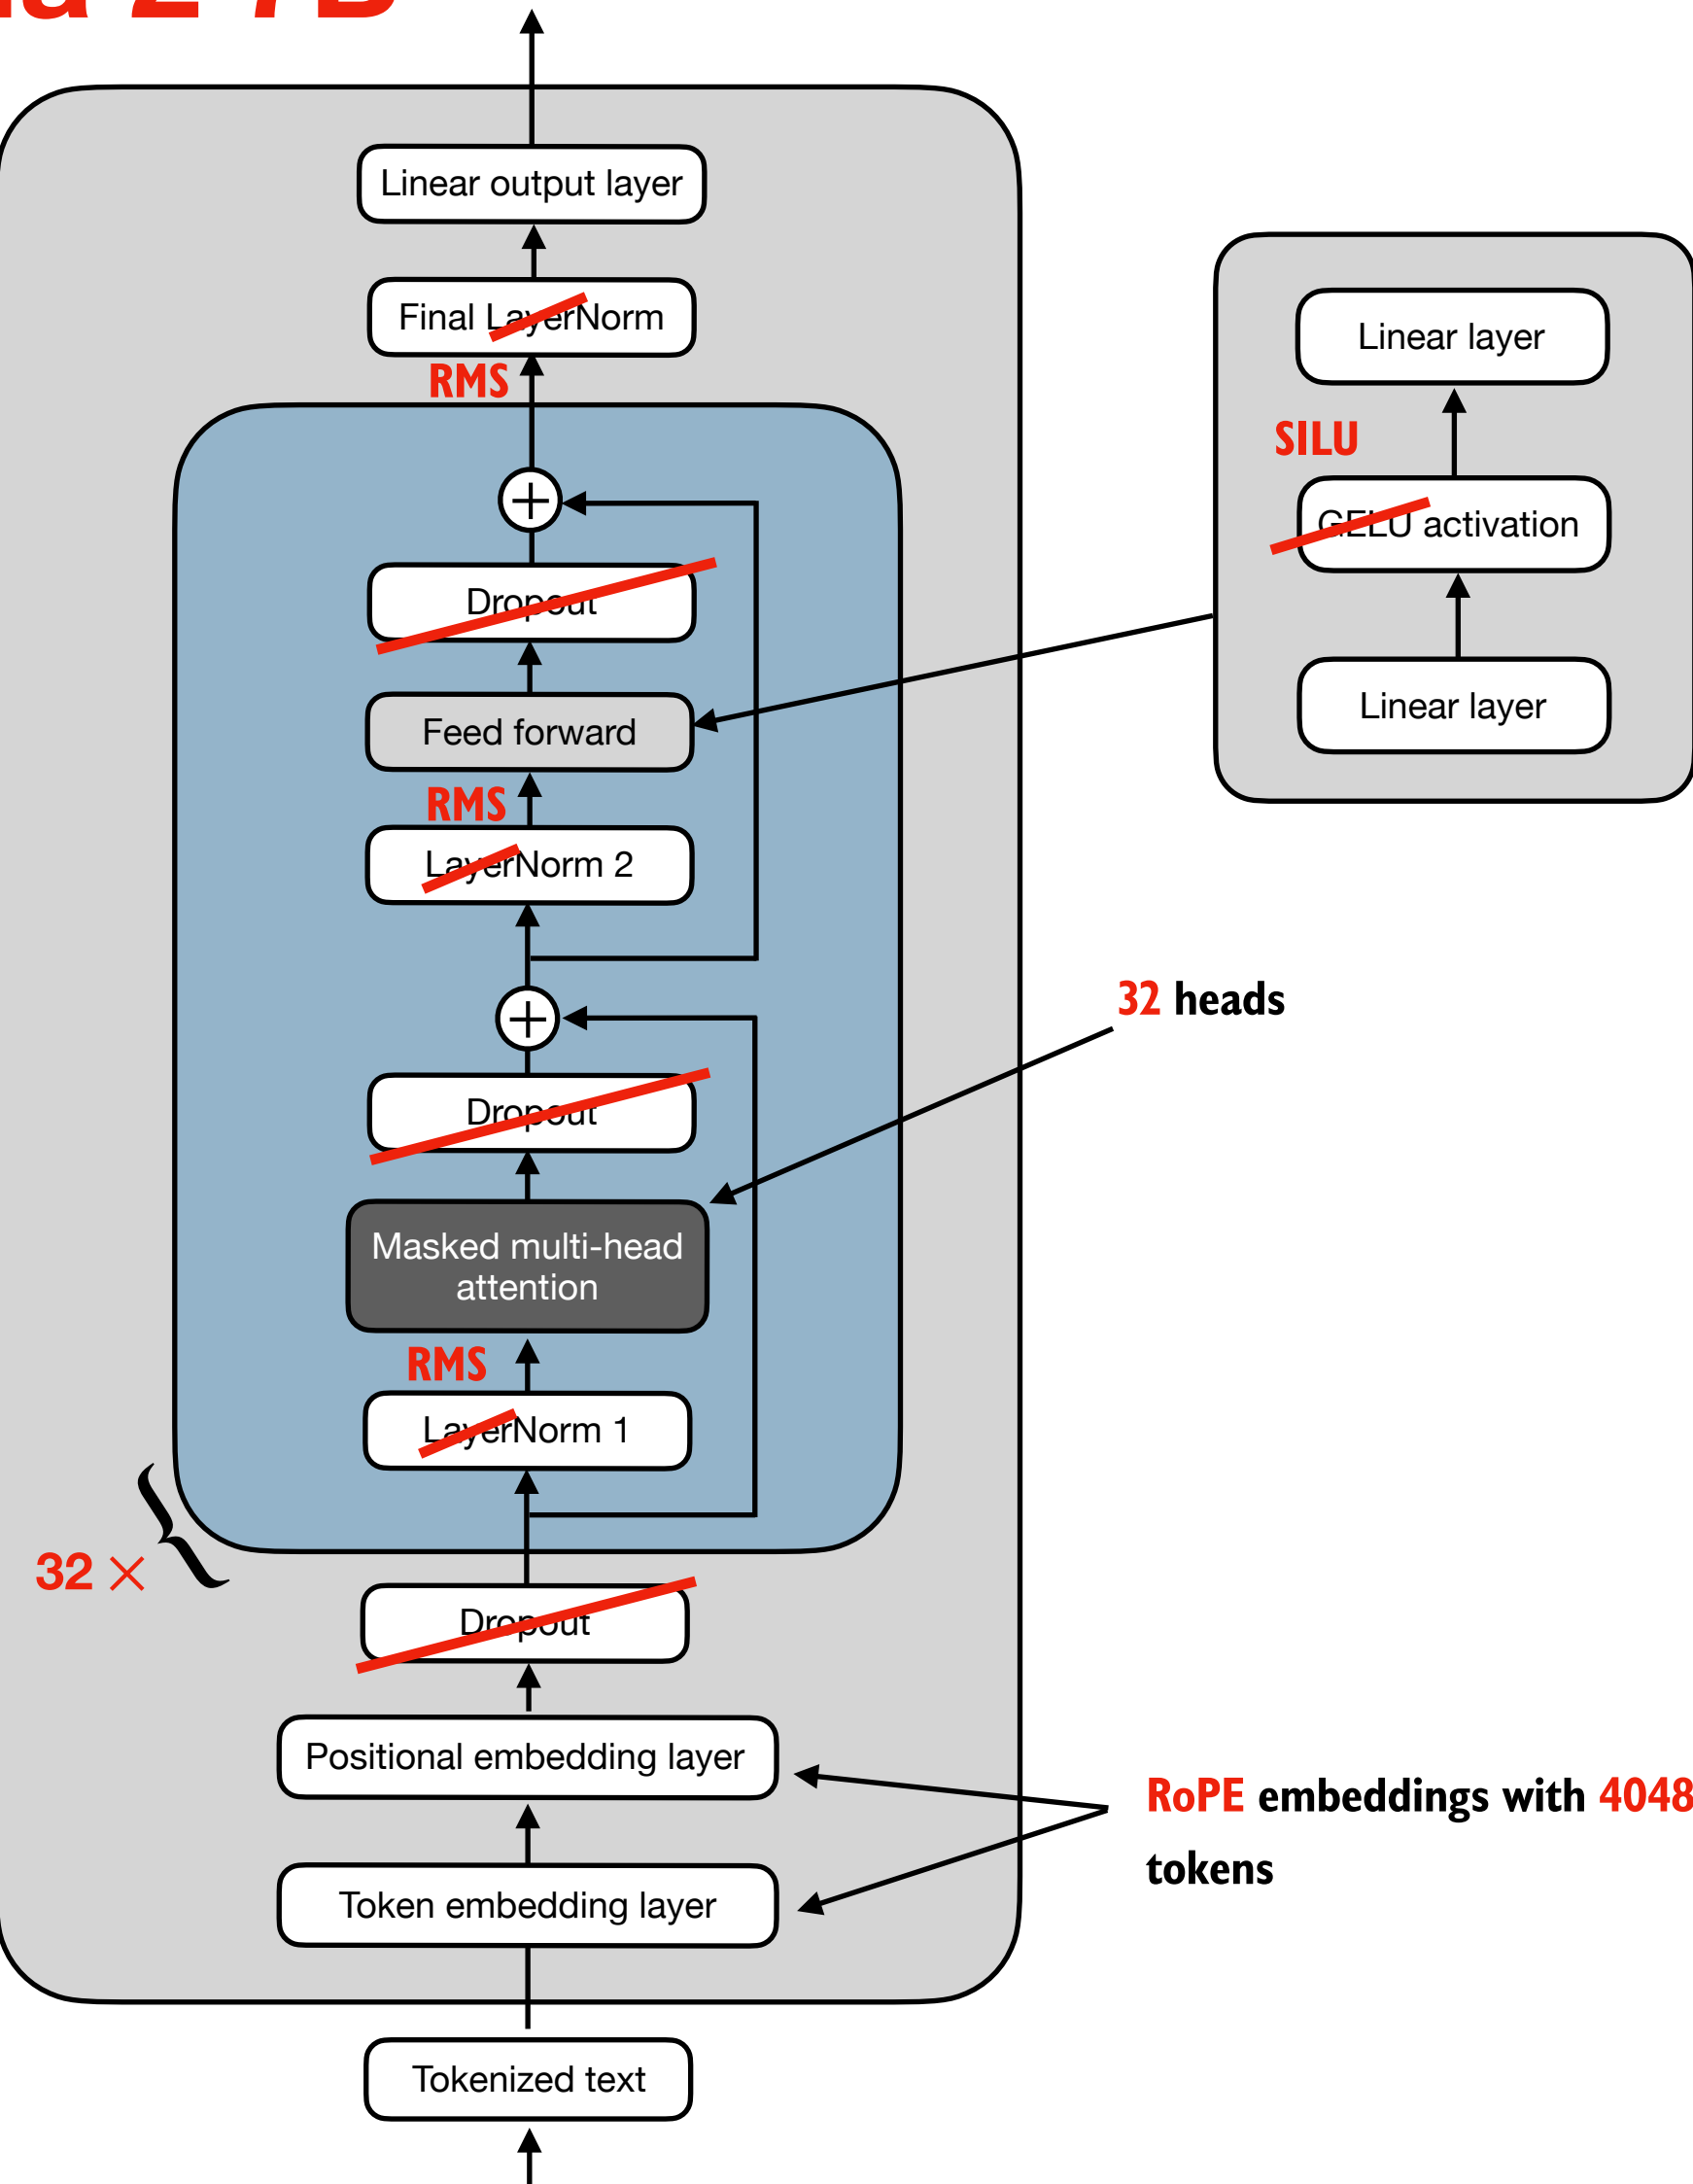 2 7B
Linear output layer
Final LayerNorm
RMS
Linear layer
SILU
GELU activation
Linear layer
Dropout
Feed forward
RMS
LayerNorm 2
32 heads
Dropout
Masked multi-head
attention
RMS
LayerNorm 1
32 ×
Dropout
Positional embedding layer
RoPE embeddings with 4048
tokens
Token embedding layer
Tokenized text